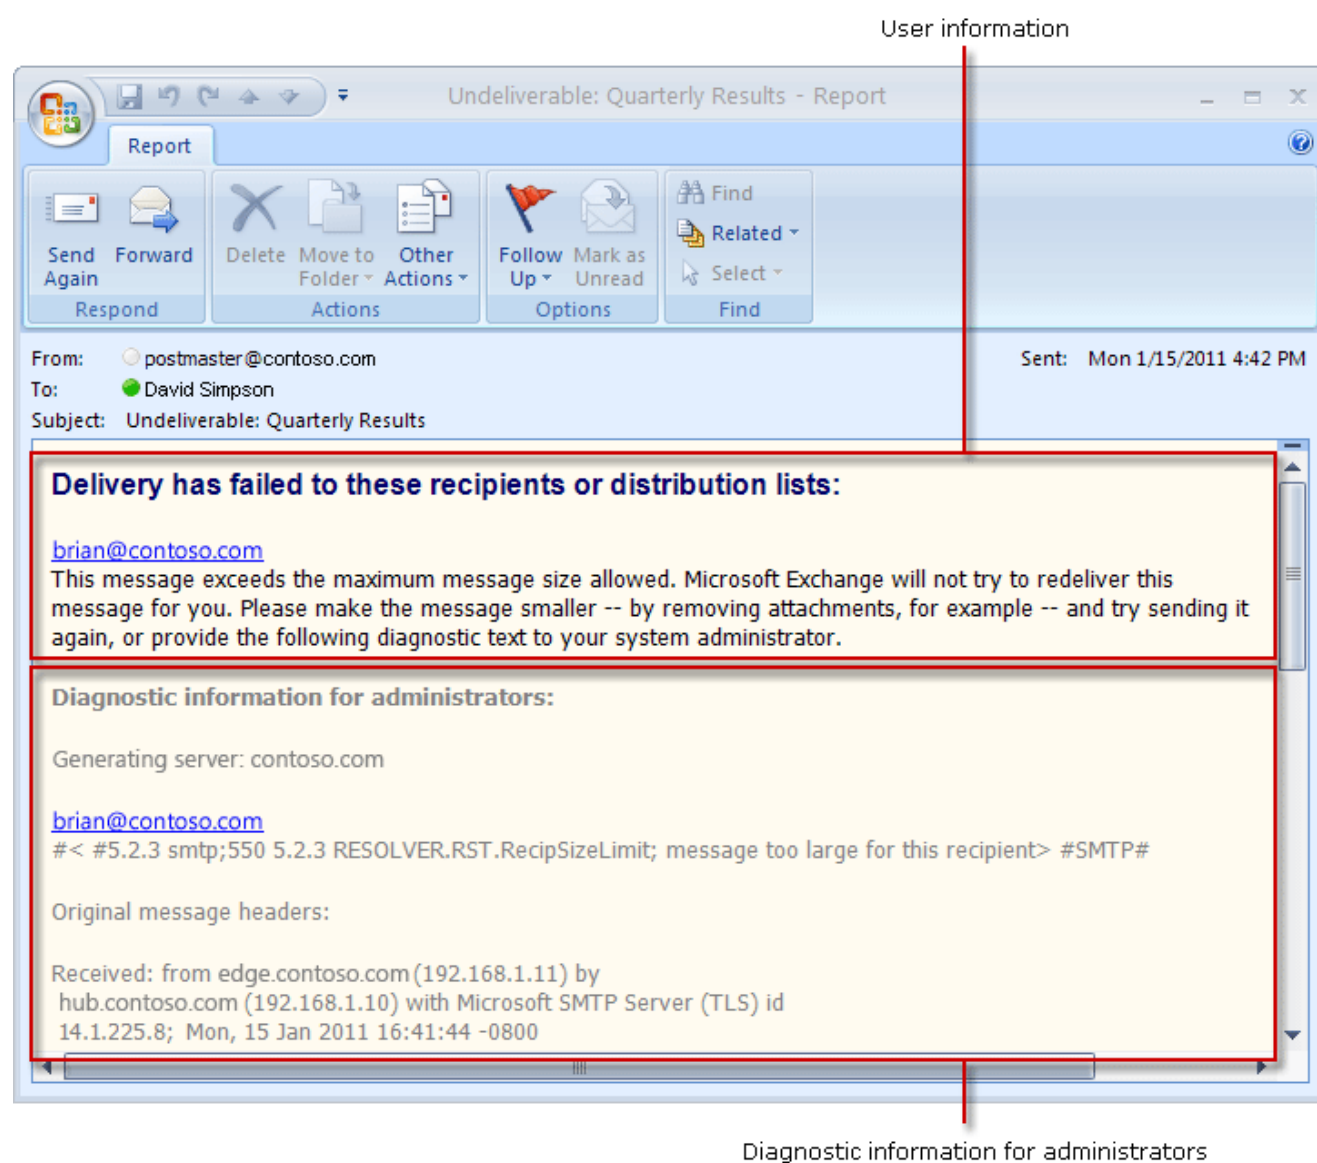 User information
Undeliverable: Quarterly Results - Report
Report
Send Again
Forward
Delete
Move to Folder
Other Actions
Follow Up
Mark as Unread
Find
Related
Select
Respond
Actions
Options
Find
From: postmaster@contoso.com
Sent: Mon 1/15/2011 4:42 PM
To: David Simpson
Subject: Undeliverable: Quarterly Results
Delivery has failed to these recipients or distribution lists:
brian@contoso.com
This message exceeds the maximum message size allowed. Microsoft Exchange will not try to redeliver this
message for you. Please make the message smaller -- by removing attachments, for example -- and try sending it
again, or provide the following diagnostic text to your system administrator.
Diagnostic information for administrators:
Generating server: contoso.com
brian@contoso.com
#< #5.2.3 smtp;550 5.2.3 RESOLVER.RST.RecipSizeLimit; message too large for this recipient> #SMTP#
Original message headers:
Received: from edge.contoso.com (192.168.1.11) by
hub.contoso.com (192.168.1.10) with Microsoft SMTP Server (TLS) id
14.1.225.8; Mon, 15 Jan 2011 16:41:44 -0800
Diagnostic information for administrators